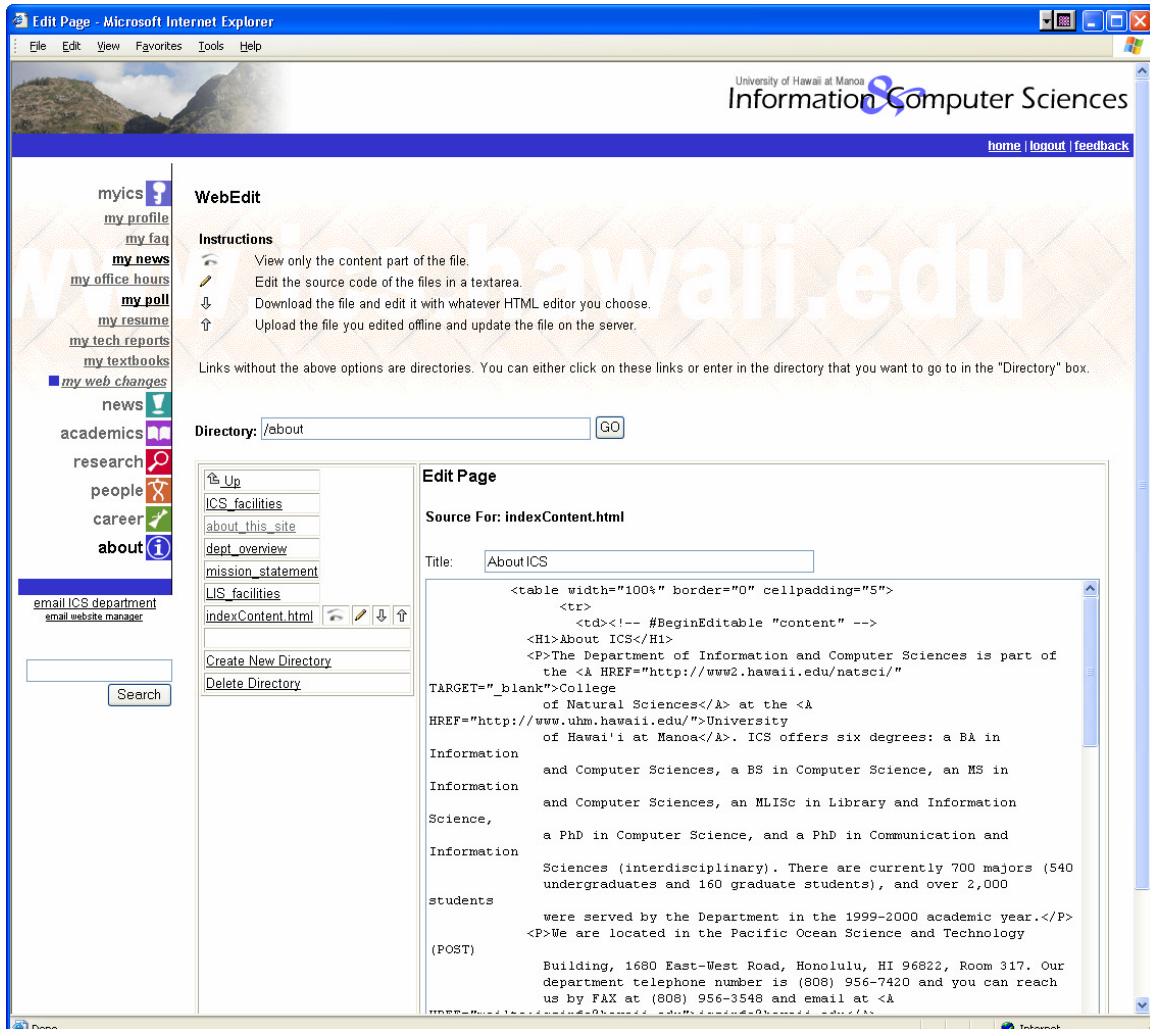 Edit Page - Microsoft Internet Explorer
File Edit View Favorites Tools Help
University of Hawaii at Manoa
Information & Computer Sciences
home | logout | feedback
myics
my profile
my faq
my news
my office hours
my poll
my resume
my tech reports
my textbooks
my web changes
news
academics
research
people
career
about
email ICS department
email website manager
Search
www.ics.hawaii.edu
WebEdit
Instructions
View only the content part of the file.
Edit the source code of the files in a textarea.
Download the file and edit it with whatever HTML editor you choose.
Upload the file you edited offline and update the file on the server.
Links without the above options are directories. You can either click on these links or enter in the directory that you want to go to in the "Directory" box.
Directory: /about GO
Up
ICS_facilities
about_this_site
dept_overview
mission_statement
LIS_facilities
indexContent.html
Create New Directory
Delete Directory
Edit Page
Source For: indexContent.html
Title: About ICS
<table width="100%" border="0" cellpadding="5">
<tr>
<td><!-- #BeginEditable "content" -->
<H1>About ICS</H1>
<P>The Department of Information and Computer Sciences is part of
the <A HREF="http://www2.hawaii.edu/natsci/"
TARGET="_blank">College
of Natural Sciences</A> at the <A
HREF="http://www.uhm.hawaii.edu/">University
of Hawai'i at Manoa</A>. ICS offers six degrees: a BA in
Information
and Computer Sciences, a BS in Computer Science, an MS in
Information
and Computer Sciences, an MLISc in Library and Information
Science,
a PhD in Computer Science, and a PhD in Communication and
Information
Sciences (interdisciplinary). There are currently 700 majors (540
undergraduates and 160 graduate students), and over 2,000
students
were served by the Department in the 1999-2000 academic year.</P>
<P>We are located in the Pacific Ocean Science and Technology
(POST)
Building, 1680 East-West Road, Honolulu, HI 96822, Room 317. Our
department telephone number is (808) 956-7420 and you can reach
us by FAX at (808) 956-3548 and email at <A
Done
Internet